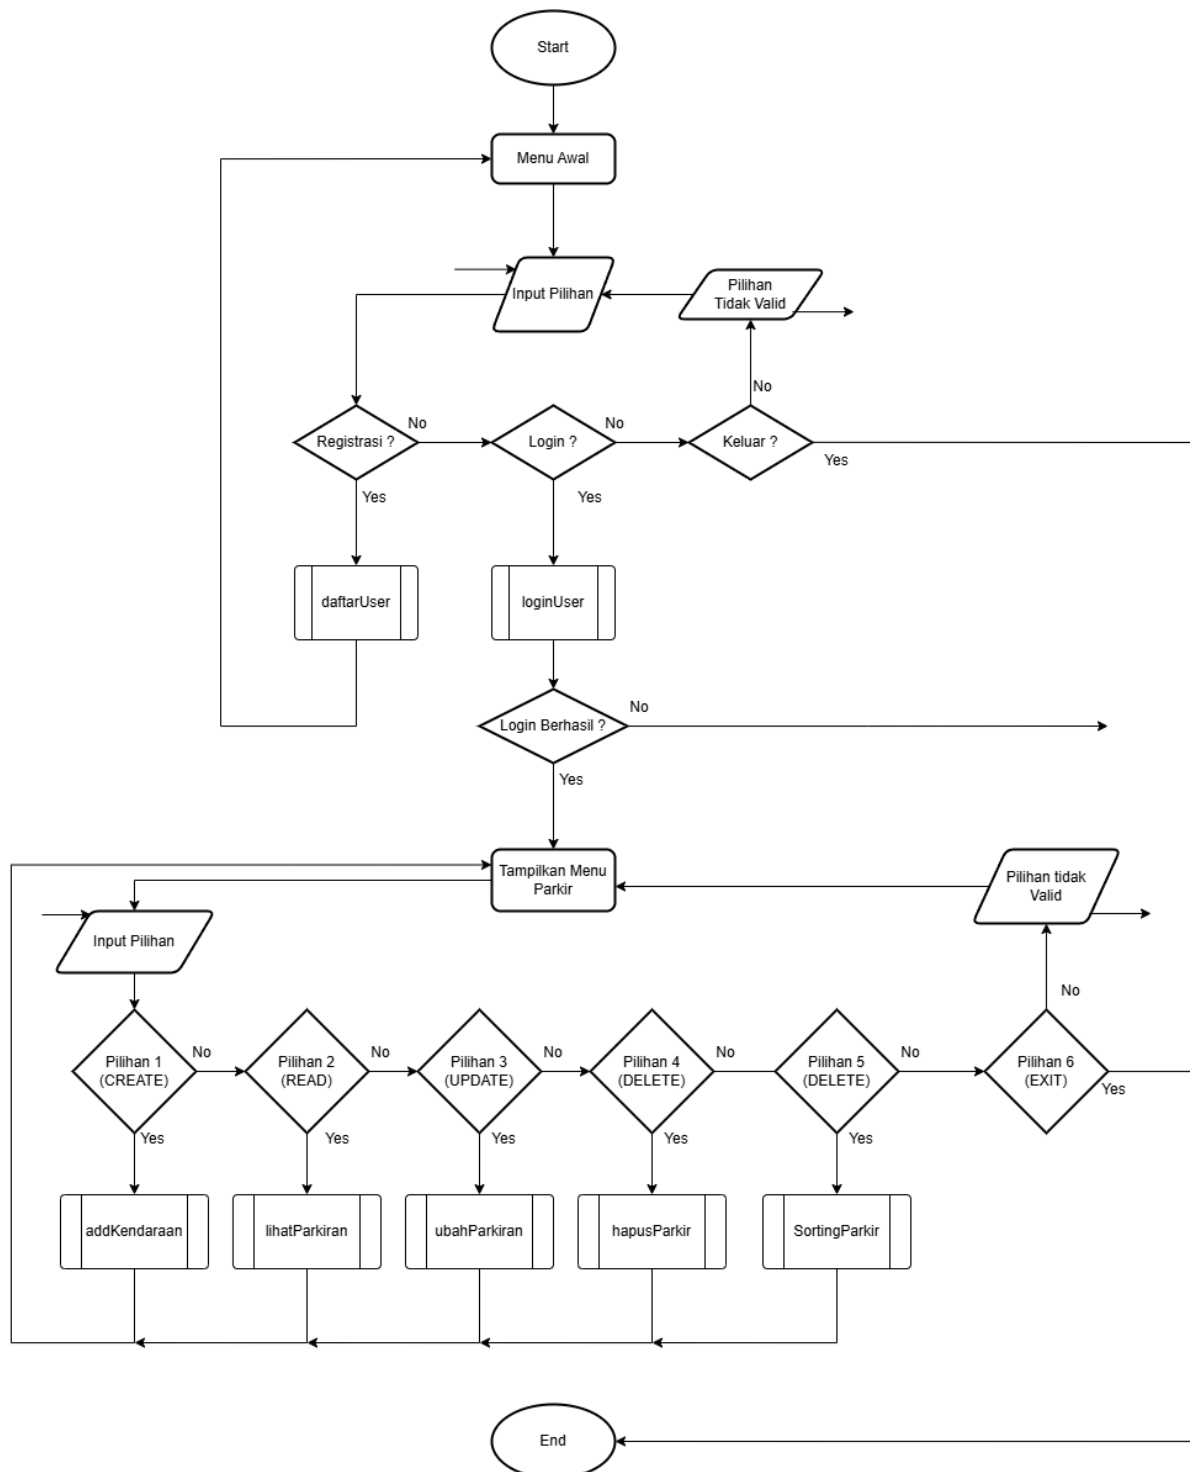 Start
Menu Awal
Input Pilihan
Pilihan
Tidak Valid
No
Registrasi ?
No
Login ?
No
Keluar ?
Yes
Yes
Yes
daftarUser
loginUser
Login Berhasil ?
No
Yes
Tampilkan Menu
Parkir
Pilihan tidak
Valid
Input Pilihan
No
Pilihan 1
(CREATE)
No
Pilihan 2
(READ)
No
Pilihan 3
(UPDATE)
No
Pilihan 4
(DELETE)
No
Pilihan 5
(DELETE)
No
Pilihan 6
(EXIT)
Yes
Yes
Yes
Yes
Yes
Yes
addKendaraan
lihatParkiran
ubahParkiran
hapusParkir
SortingParkir
End